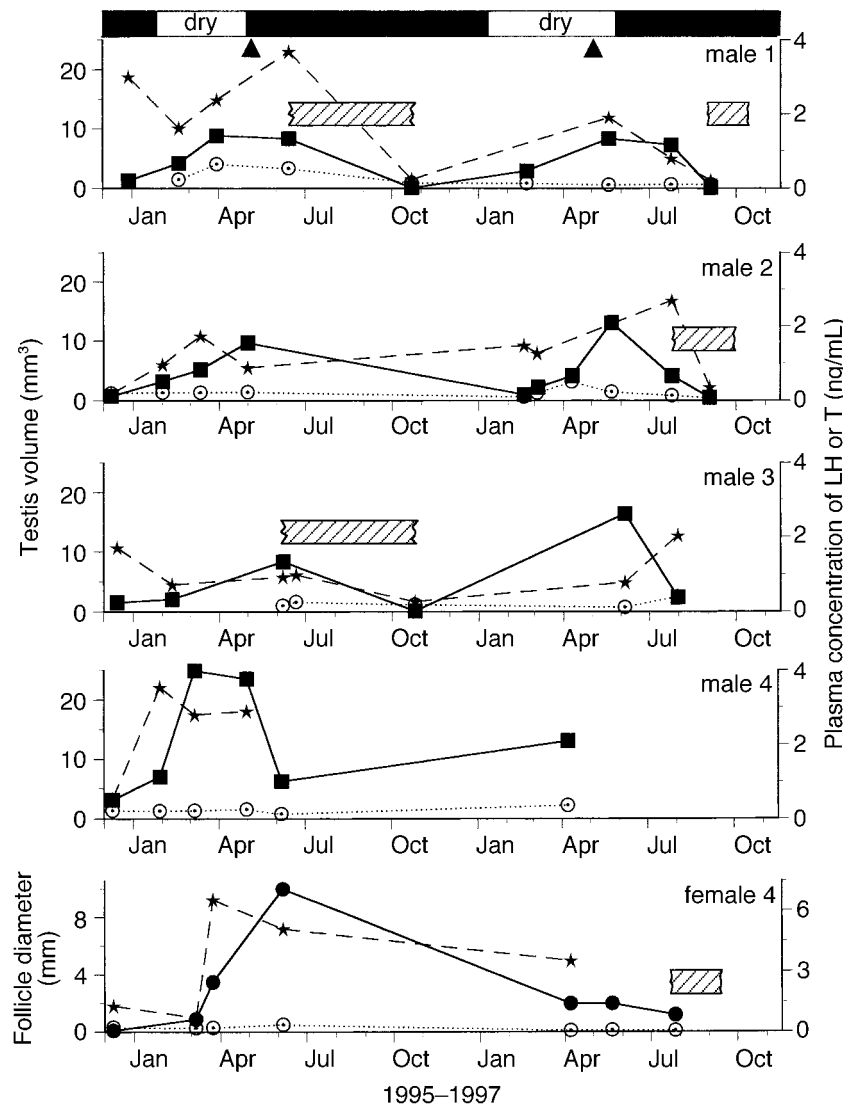 dry dry
male 1
20 10 0
4 2 0
Jan Apr Jul Oct Jan Apr Jul Oct
male 2
20 10 0
4 2 0
Jan Apr Jul Oct Jan Apr Jul Oct
Testis volume (mm³)
Plasma concentration of LH or T (ng/mL)
male 3
20 10 0
4 2 0
Jan Apr Jul Oct Jan Apr Jul Oct
male 4
20 10 0
4 2 0
Jan Apr Jul Oct Jan Apr Jul Oct
female 4
Follicle diameter
(mm)
8 4 0
6 3 0
Jan Apr Jul Oct Jan Apr Jul Oct
1995–1997